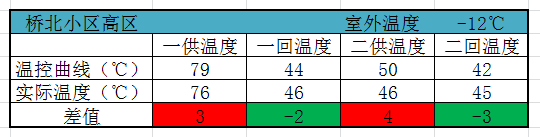 桥北小区高区 室外温度 -12℃
一供温度 一回温度 二供温度 二回温度
温控曲线（℃） 79 44 50 42
实际温度（℃） 76 46 46 45
差值 3 -2 4 -3